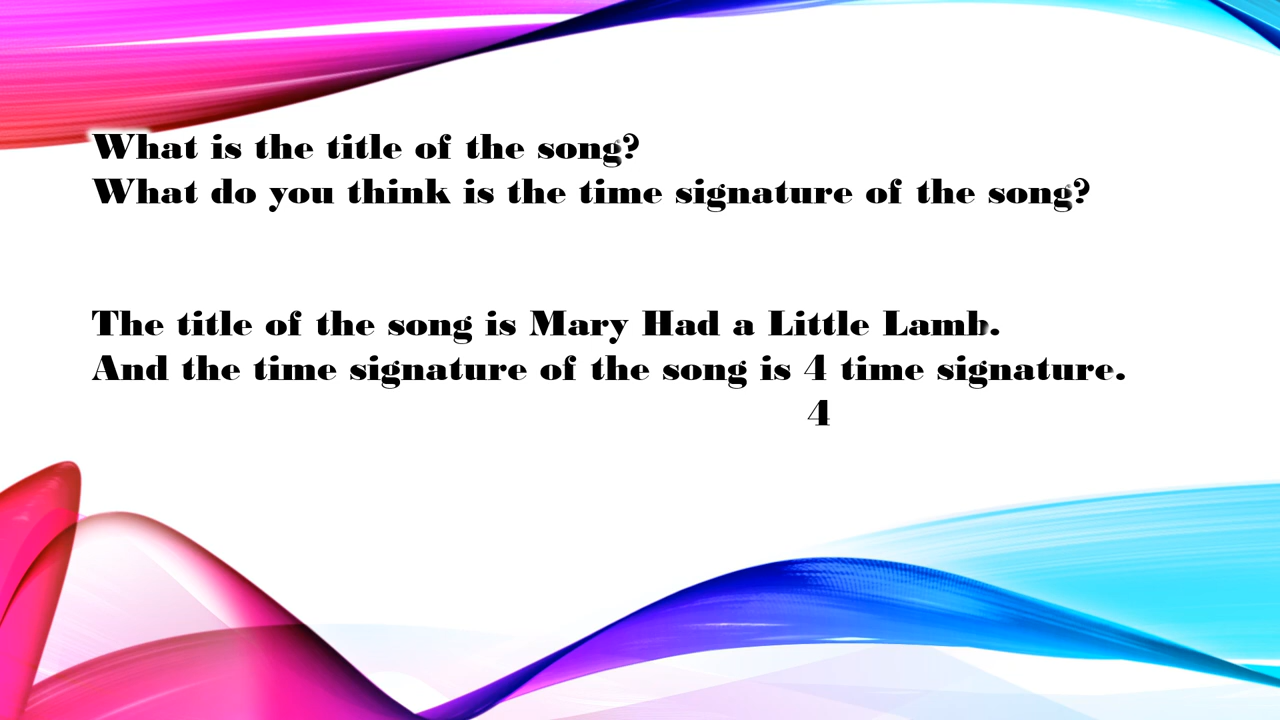 What is the title of the song?
What do you think is the time signature of the song?
The title of the song is Mary Had a Little Lamb.
And the time signature of the song is 4 time signature.
4